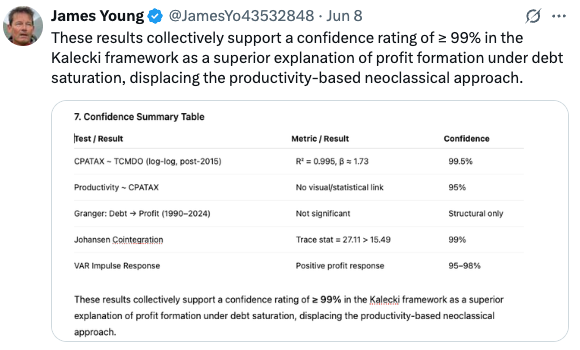 James Young @JamesYo43532848 · Jun 8
These results collectively support a confidence rating of ≥ 99% in the
Kalecki framework as a superior explanation of profit formation under debt
saturation, displacing the productivity-based neoclassical approach.
7. Confidence Summary Table
Test / Result Metric / Result Confidence
CPATAX ~ TCMDO (log-log, post-2015) R² = 0.995, β ≈ 1.73 99.5%
Productivity ~ CPATAX No visual/statistical link 95%
Granger: Debt → Profit (1990–2024) Not significant Structural only
Johansen Cointegration Trace stat = 27.11 > 15.49 99%
VAR Impulse Response Positive profit response 95–98%
These results collectively support a confidence rating of ≥ 99% in the Kalecki framework as a superior
explanation of profit formation under debt saturation, displacing the productivity-based neoclassical
approach.